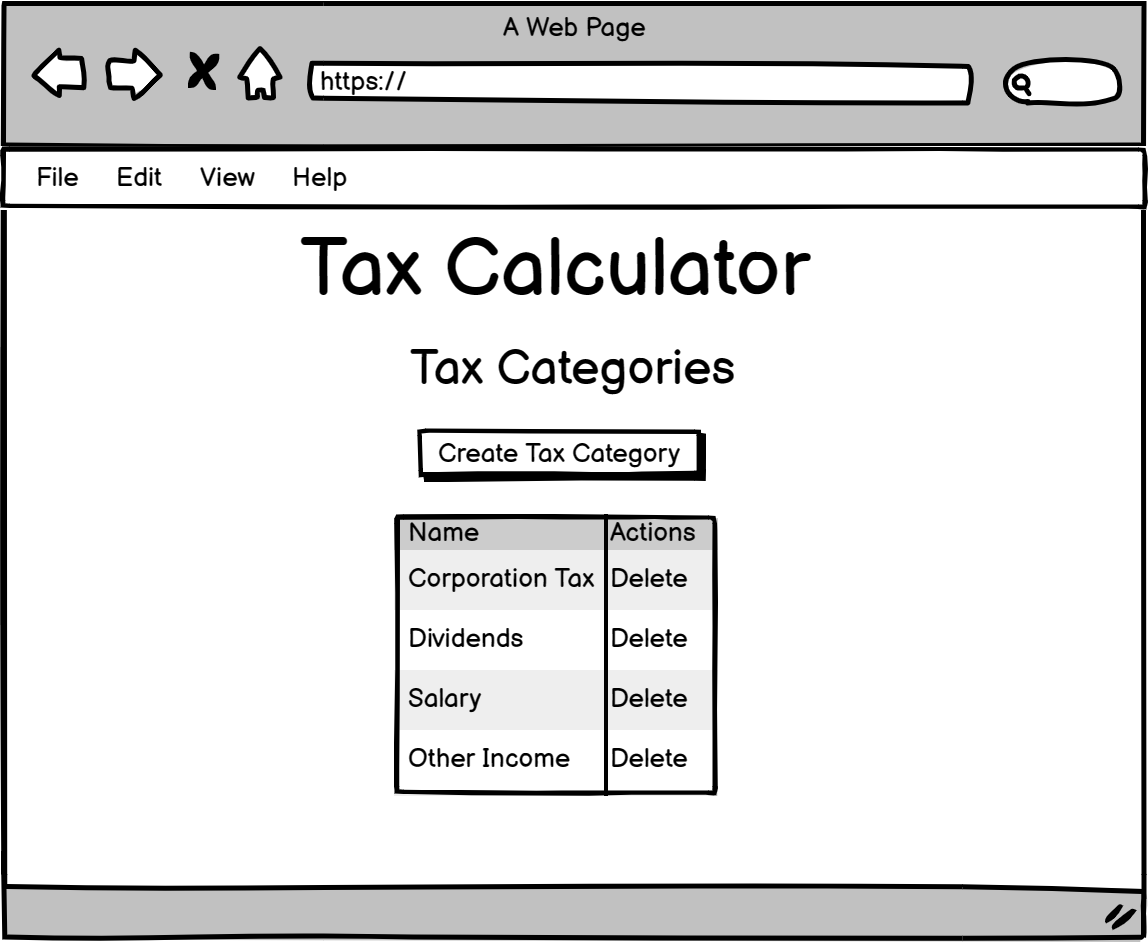 A Web Page
https://
File Edit View Help
Tax Calculator
Tax Categories
Create Tax Category
Name Actions
Corporation Tax Delete
Dividends Delete
Salary Delete
Other Income Delete